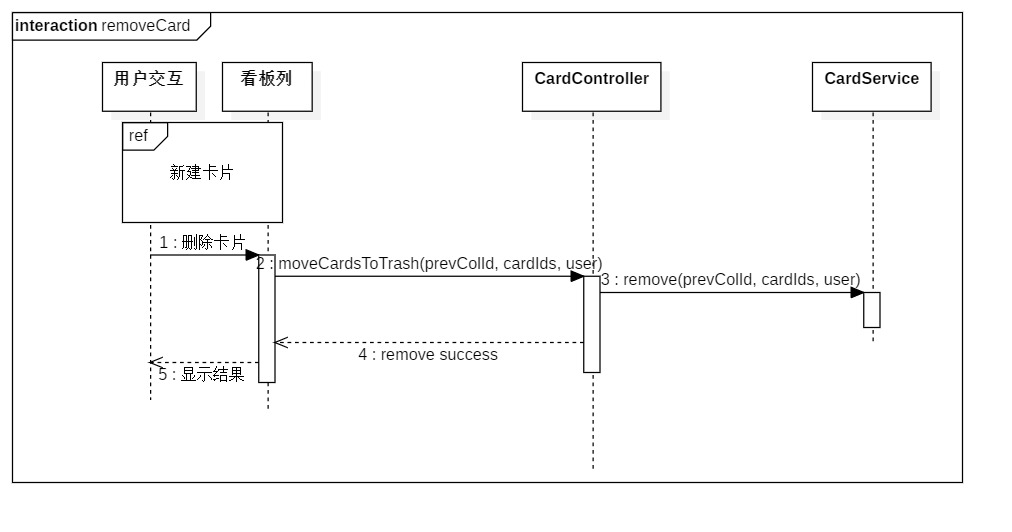 interaction removeCard
用户交互
看板列
CardController
CardService
ref
新建卡片
1 : 删除卡片
2 : moveCardsToTrash(prevColId, cardIds, user)
3 : remove(prevColId, cardIds, user)
4 : remove success
5 : 显示结果